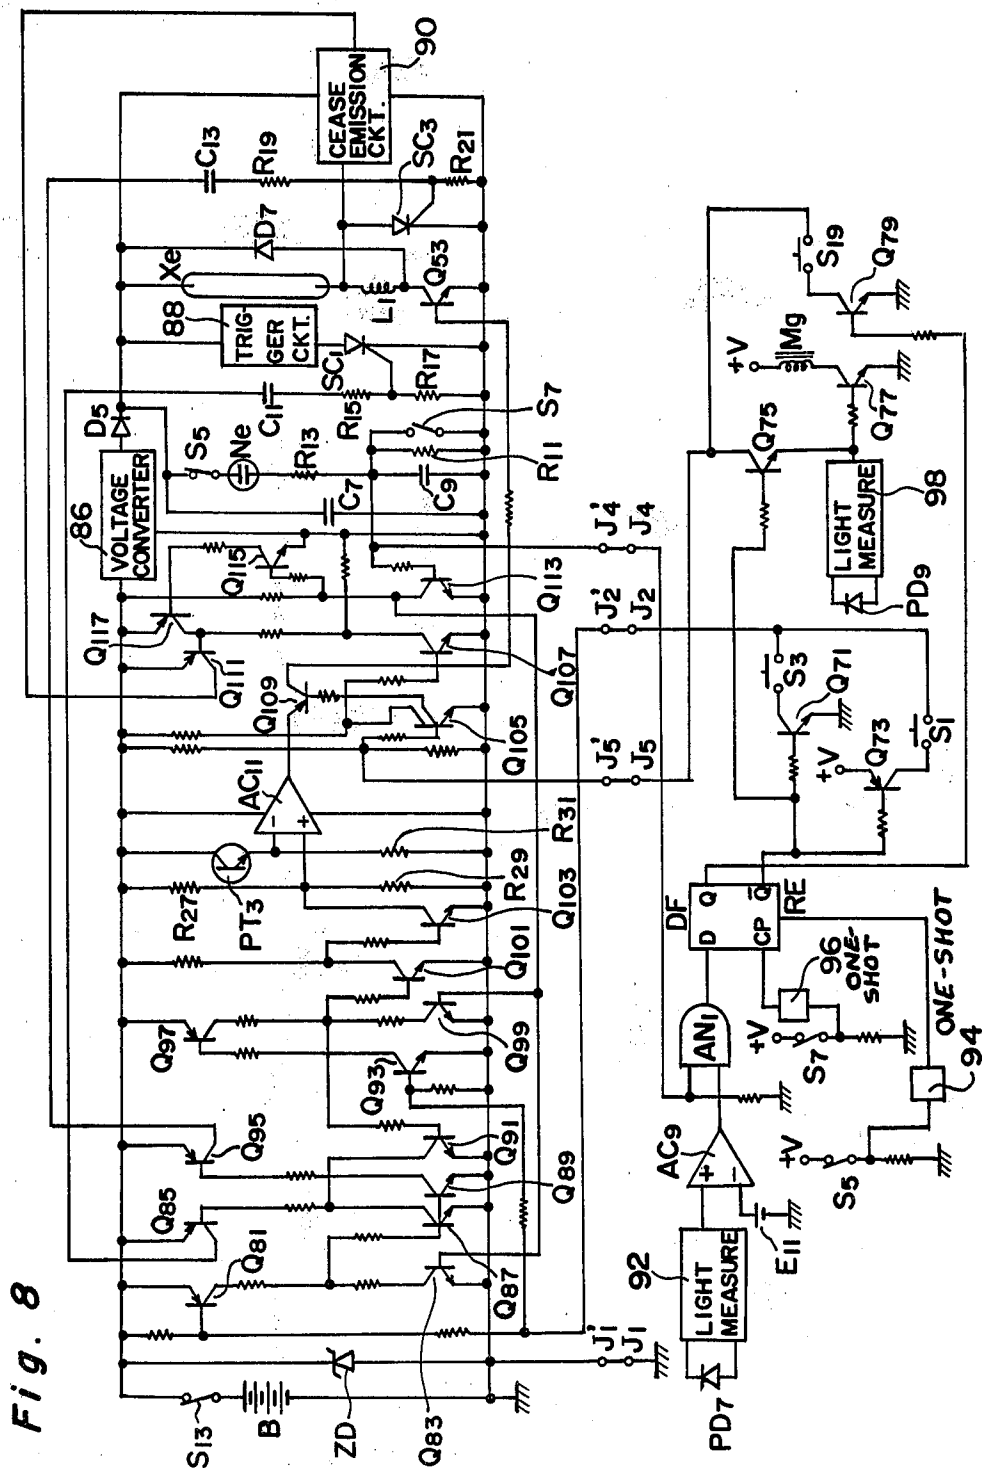 Fig. 8
S13
B
ZD
Q83
Q81
Q85
Q87
Q89
Q95
Q91
Q93
Q97
Q99
Q101
Q103
R27
PT3
R29
R31
AC11
Q105
Q109
Q107
Q111
Q117
Q115
Q113
86
VOLTAGE
CONVERTER
D5
S5
Ne
R13
C7
C9
R11
S7
C11
R15
R17
SC1
88
TRIG-
GER
CKT.
Xe
D7
L1
Q53
C13
R19
SC3
R21
CEASE
EMISSION
CKT.
90
J1'
J1
J5'
J5
J2'
J2
J4'
J4
PD7
92
LIGHT
MEASURE
E11
AC9
+
-
-
+
AN1
+V
S5
94
ONE-SHOT
+V
S7
96
ONE-
SHOT
DF
D
Q
CP
Q̅
RE
+V
Q73
S1
Q71
S3
PD9
LIGHT
MEASURE
98
Q75
Q77
+V
Mg
Q79
S19